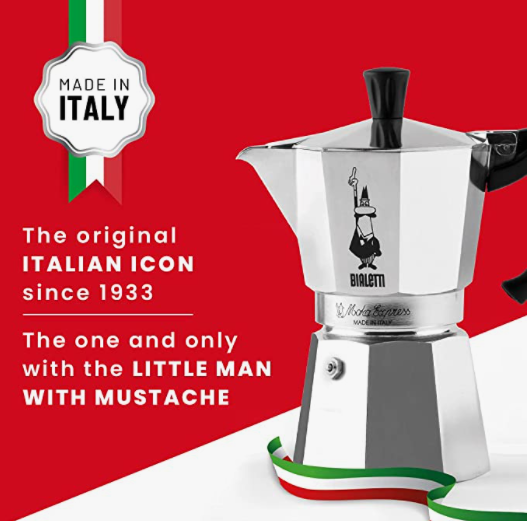 MADE IN
ITALY
The original
ITALIAN ICON
since 1933
The one and only
with the LITTLE MAN
WITH MUSTACHE
BIALETTI
Moka Express
MADE IN ITALY